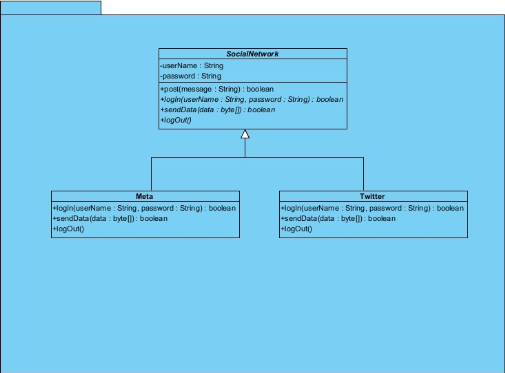 SocialNetwork
-userName : String
-password : String
+post(message : String) : boolean
+logIn(userName : String, password : String) : boolean
+sendData(data : byte[]) : boolean
+logOut()
Meta
+logIn(userName : String, password : String) : boolean
+sendData(data : byte[]) : boolean
+logOut()
Twitter
+logIn(userName : String, password : String) : boolean
+sendData(data : byte[]) : boolean
+logOut()